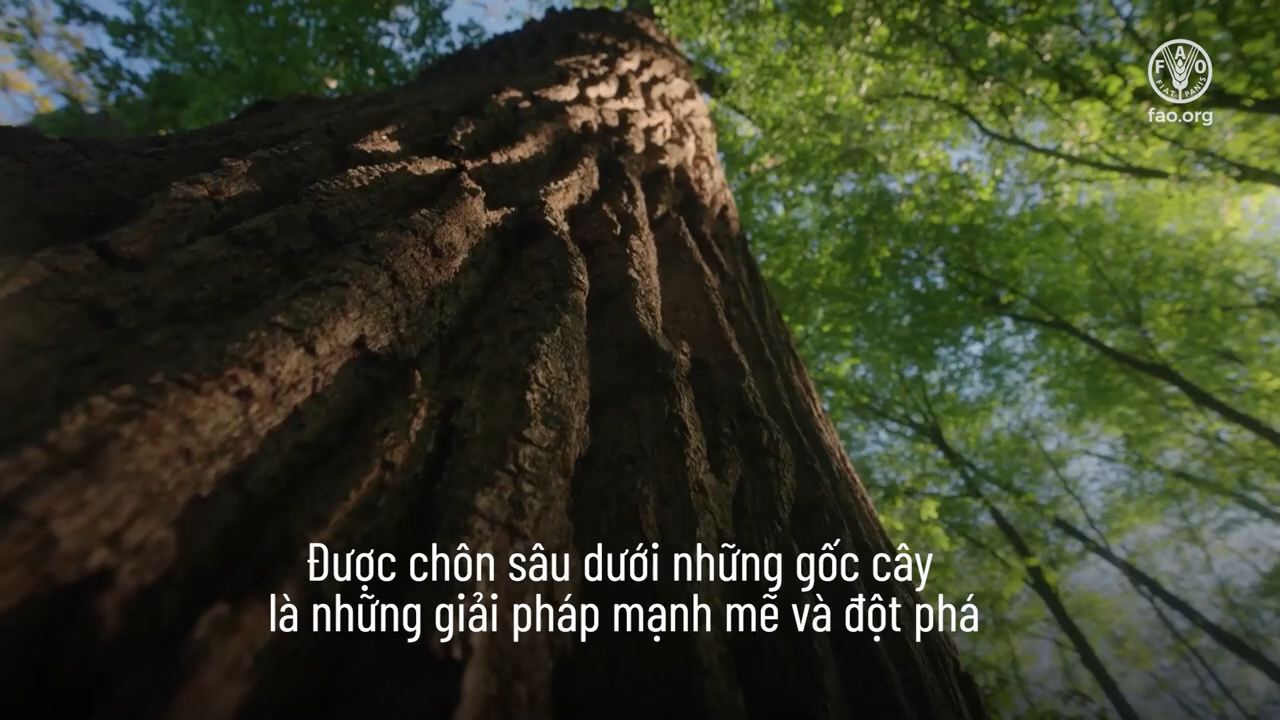 FAO
FIAT PANIS
fao.org
Được chôn sâu dưới những gốc cây
là những giải pháp mạnh mẽ và đột phá